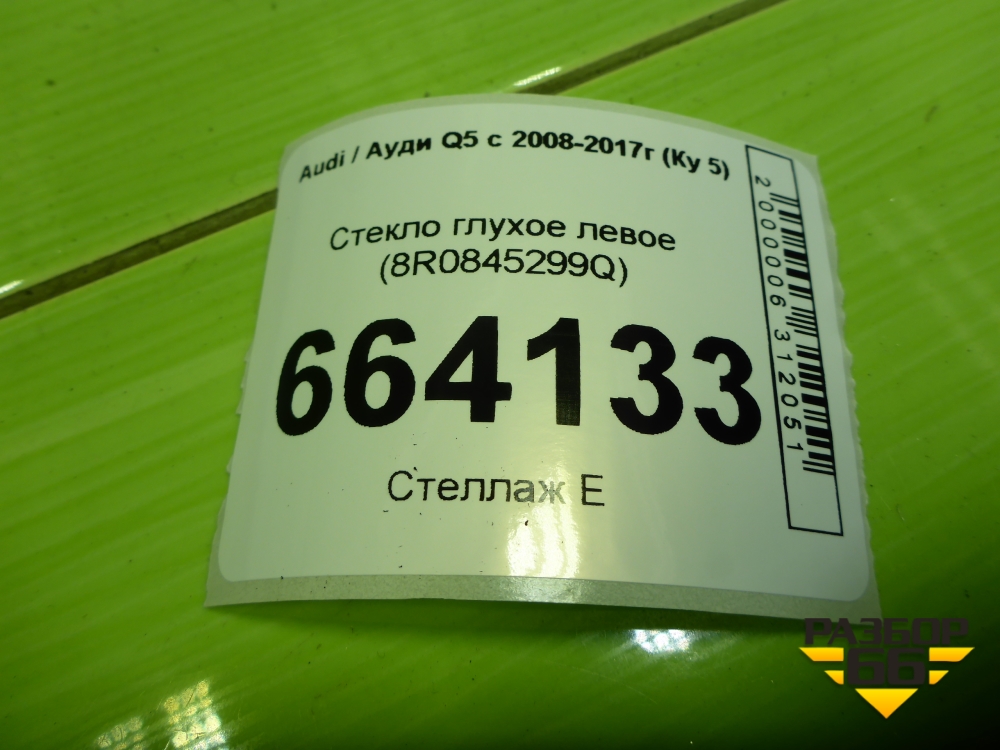 Audi / Ауди Q5 с 2008-2017г (Ку 5)
Стекло глухое левое
(8R0845299Q)
664133
Стеллаж Е
2000006312051
РАЗБОР
66